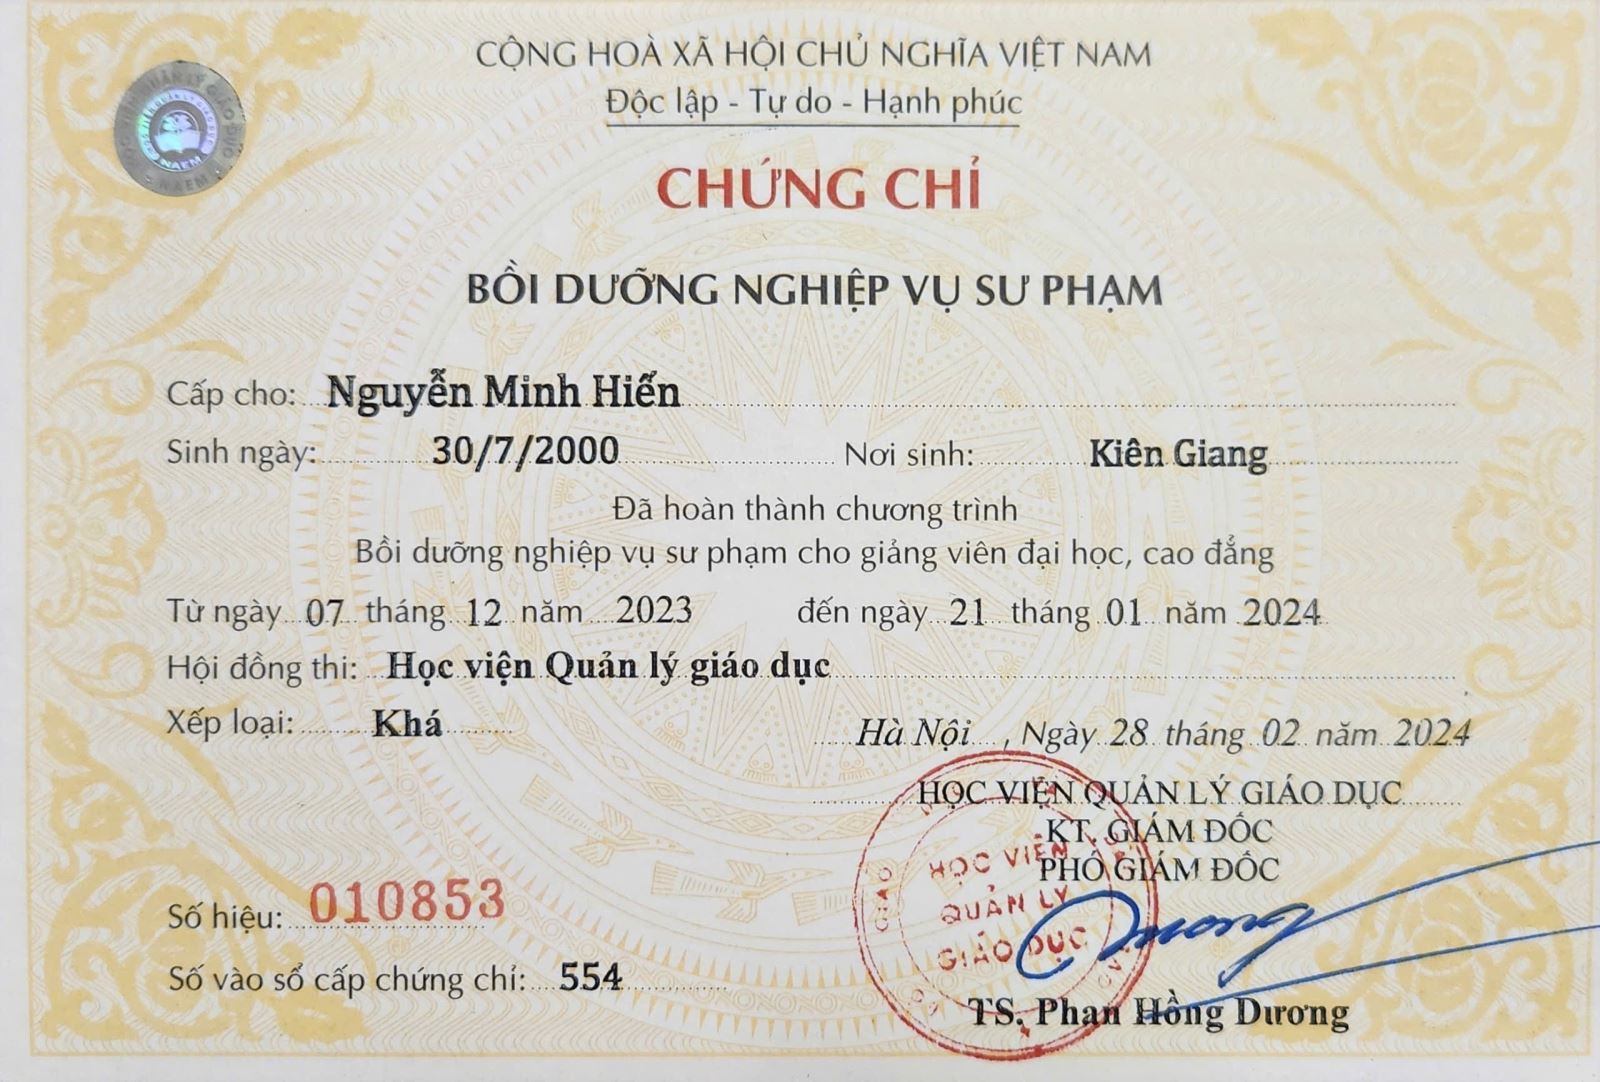 CỘNG HOÀ XÃ HỘI CHỦ NGHĨA VIỆT NAM
Độc lập - Tự do - Hạnh phúc
NAEM
CHỨNG CHỈ
BỒI DƯỠNG NGHIỆP VỤ SƯ PHẠM
Cấp cho: Nguyễn Minh Hiển
Sinh ngày: 30/7/2000 Nơi sinh: Kiên Giang
Đã hoàn thành chương trình
Bồi dưỡng nghiệp vụ sư phạm cho giảng viên đại học, cao đẳng
Từ ngày 07 tháng 12 năm 2023 đến ngày 21 tháng 01 năm 2024
Hội đồng thi: Học viện Quản lý giáo dục
Xếp loại: Khá
Hà Nội, Ngày 28 tháng 02 năm 2024
HỌC VIỆN QUẢN LÝ GIÁO DỤC
KT. GIÁM ĐỐC
PHÓ GIÁM ĐỐC
HỌC VIỆN
QUẢN LÝ
GIÁO DỤC
Số hiệu: 010853
Số vào sổ cấp chứng chỉ: 554
TS. Phan Hồng Dương